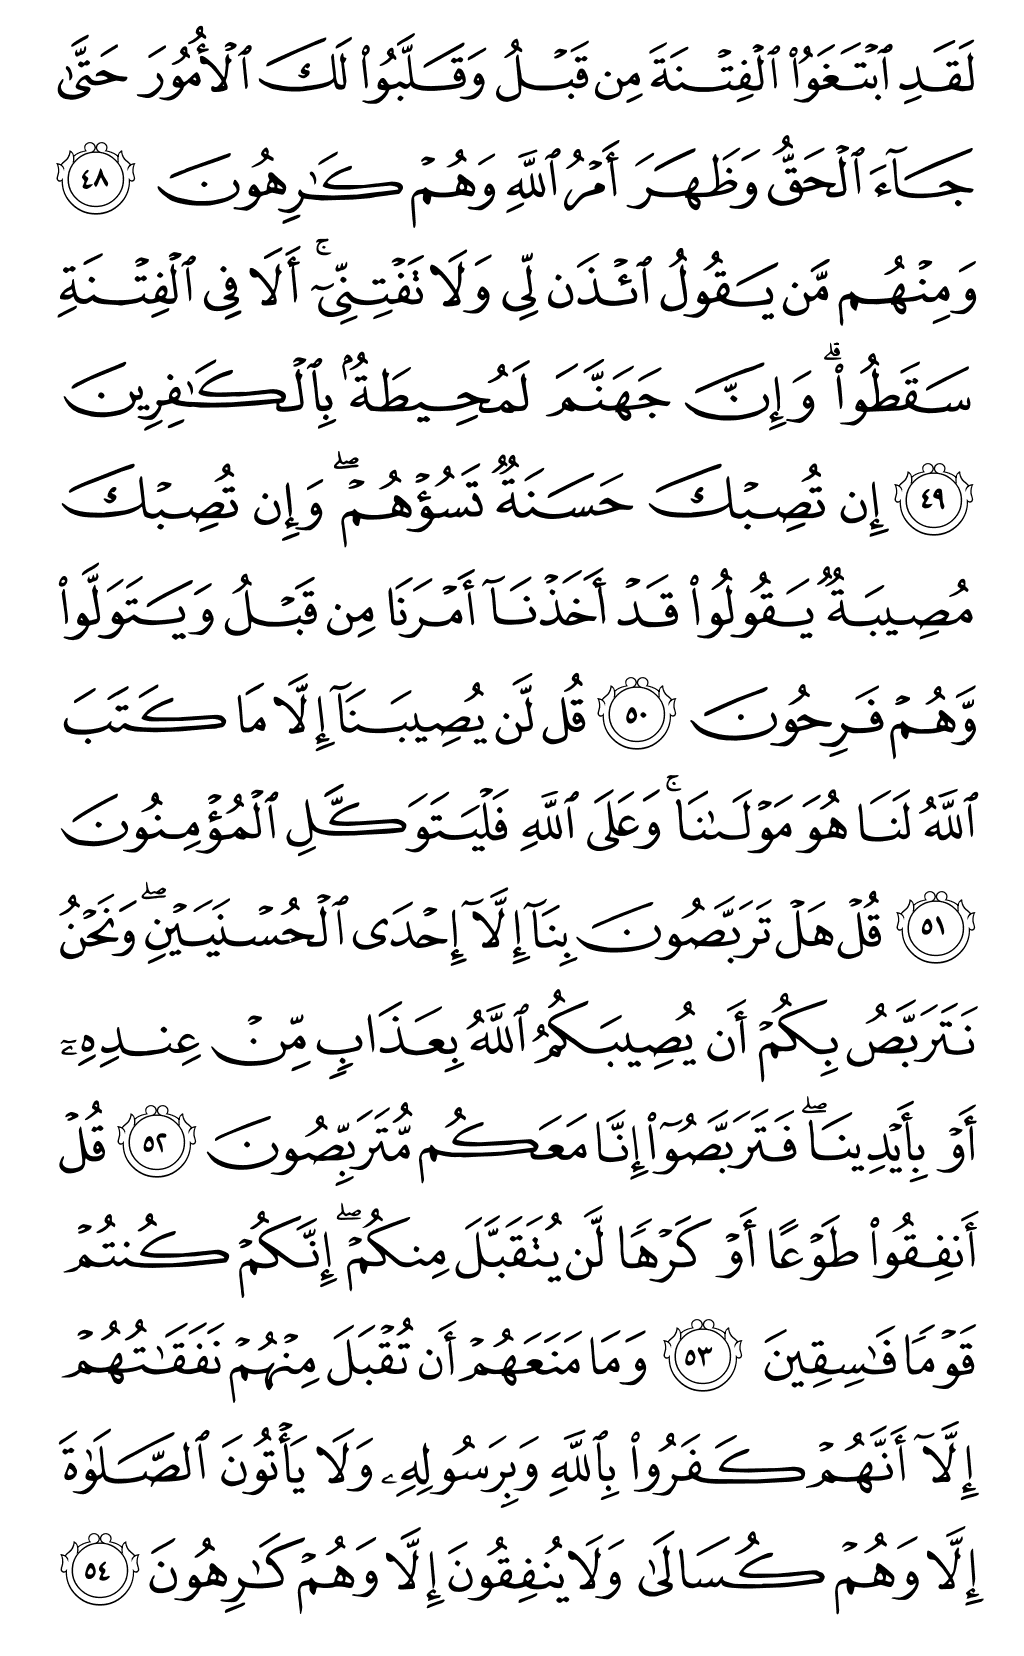 لَقَدِ ٱبۡتَغَوُاْ ٱلۡفِتۡنَةَ مِن قَبۡلُ وَقَلَّبُواْ لَكَ ٱلۡأُمُورَ حَتَّىٰ
جَآءَ ٱلۡحَقُّ وَظَهَرَ أَمۡرُ ٱللَّهِ وَهُمۡ كَٰرِهُونَ ٤٨
وَمِنۡهُم مَّن يَقُولُ ٱئۡذَن لِّي وَلَا تَفۡتِنِّيٓۚ أَلَا فِي ٱلۡفِتۡنَةِ
سَقَطُواْۗ وَإِنَّ جَهَنَّمَ لَمُحِيطَةُۢ بِٱلۡكَٰفِرِينَ
٤٩ إِن تُصِبۡكَ حَسَنَةٞ تَسُؤۡهُمۡۖ وَإِن تُصِبۡكَ
مُصِيبَةٞ يَقُولُواْ قَدۡ أَخَذۡنَآ أَمۡرَنَا مِن قَبۡلُ وَيَتَوَلَّواْ
وَّهُمۡ فَرِحُونَ ٥٠ قُل لَّن يُصِيبَنَآ إِلَّا مَا كَتَبَ
ٱللَّهُ لَنَا هُوَ مَوۡلَىٰنَاۚ وَعَلَى ٱللَّهِ فَلۡيَتَوَكَّلِ ٱلۡمُؤۡمِنُونَ
٥١ قُلۡ هَلۡ تَرَبَّصُونَ بِنَآ إِلَّآ إِحۡدَى ٱلۡحُسۡنَيَيۡنِۖ وَنَحۡنُ
نَتَرَبَّصُ بِكُمۡ أَن يُصِيبَكُمُ ٱللَّهُ بِعَذَابٖ مِّنۡ عِندِهِۦٓ
أَوۡ بِأَيۡدِينَاۖ فَتَرَبَّصُوٓاْ إِنَّا مَعَكُم مُّتَرَبِّصُونَ ٥٢ قُلۡ
أَنفِقُواْ طَوۡعًا أَوۡ كَرۡهٗا لَّن يُتَقَبَّلَ مِنكُمۡۖ إِنَّكُمۡ كُنتُمۡ
قَوۡمٗا فَٰسِقِينَ ٥٣ وَمَا مَنَعَهُمۡ أَن تُقۡبَلَ مِنۡهُمۡ نَفَقَٰتُهُمۡ
إِلَّآ أَنَّهُمۡ كَفَرُواْ بِٱللَّهِ وَبِرَسُولِهِۦ وَلَا يَأۡتُونَ ٱلصَّلَوٰةَ
إِلَّا وَهُمۡ كُسَالَىٰ وَلَا يُنفِقُونَ إِلَّا وَهُمۡ كَٰرِهُونَ ٥٤